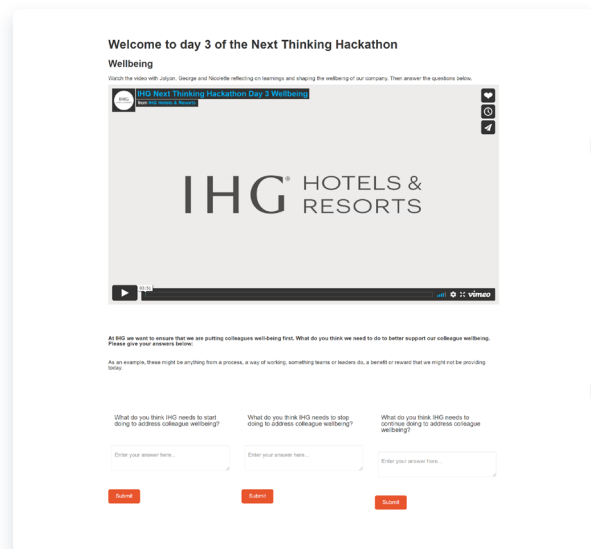 Welcome to day 3 of the Next Thinking Hackathon
Wellbeing
Watch the video with Jolyon, George and Nicolette reflecting on learnings and shaping the wellbeing of our company. Then answer the questions below.
IHG Next Thinking Hackathon Day 3 Wellbeing
from IHG Hotels & Resorts
IHG® HOTELS &
RESORTS
vimeo
At IHG we want to ensure that we are putting colleagues well-being first. What do you think we need to do to better support our colleague wellbeing.
Please give your answers below:
As an example, these might be anything from a process, a way of working, something teams or leaders do, a benefit or reward that we might not be providing
today.
What do you think IHG needs to start
doing to address colleague wellbeing?
Enter your answer here...
Submit
What do you think IHG needs to stop
doing to address colleague wellbeing?
Enter your answer here...
Submit
What do you think IHG needs to
continue doing to address colleague
wellbeing?
Enter your answer here...
Submit